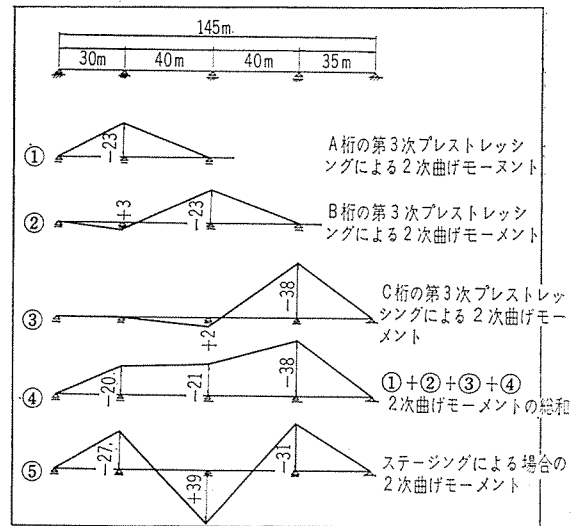 145m.
30m 40m 40m 35m
① -23 A桁の第3次プレストレッ
シングによる2次曲げモーメント
② +3 -23 B桁の第3次プレストレッ
シングによる2次曲げモーメント
③ +2 -38 C桁の第3次プレストレッ
シングによる2次曲げモー
メント
④ -20. -21 -38 ①+②+③+④
2次曲げモーメントの総和
⑤ -27. +39 -31 ステージングによる場合の
2次曲げモーメント